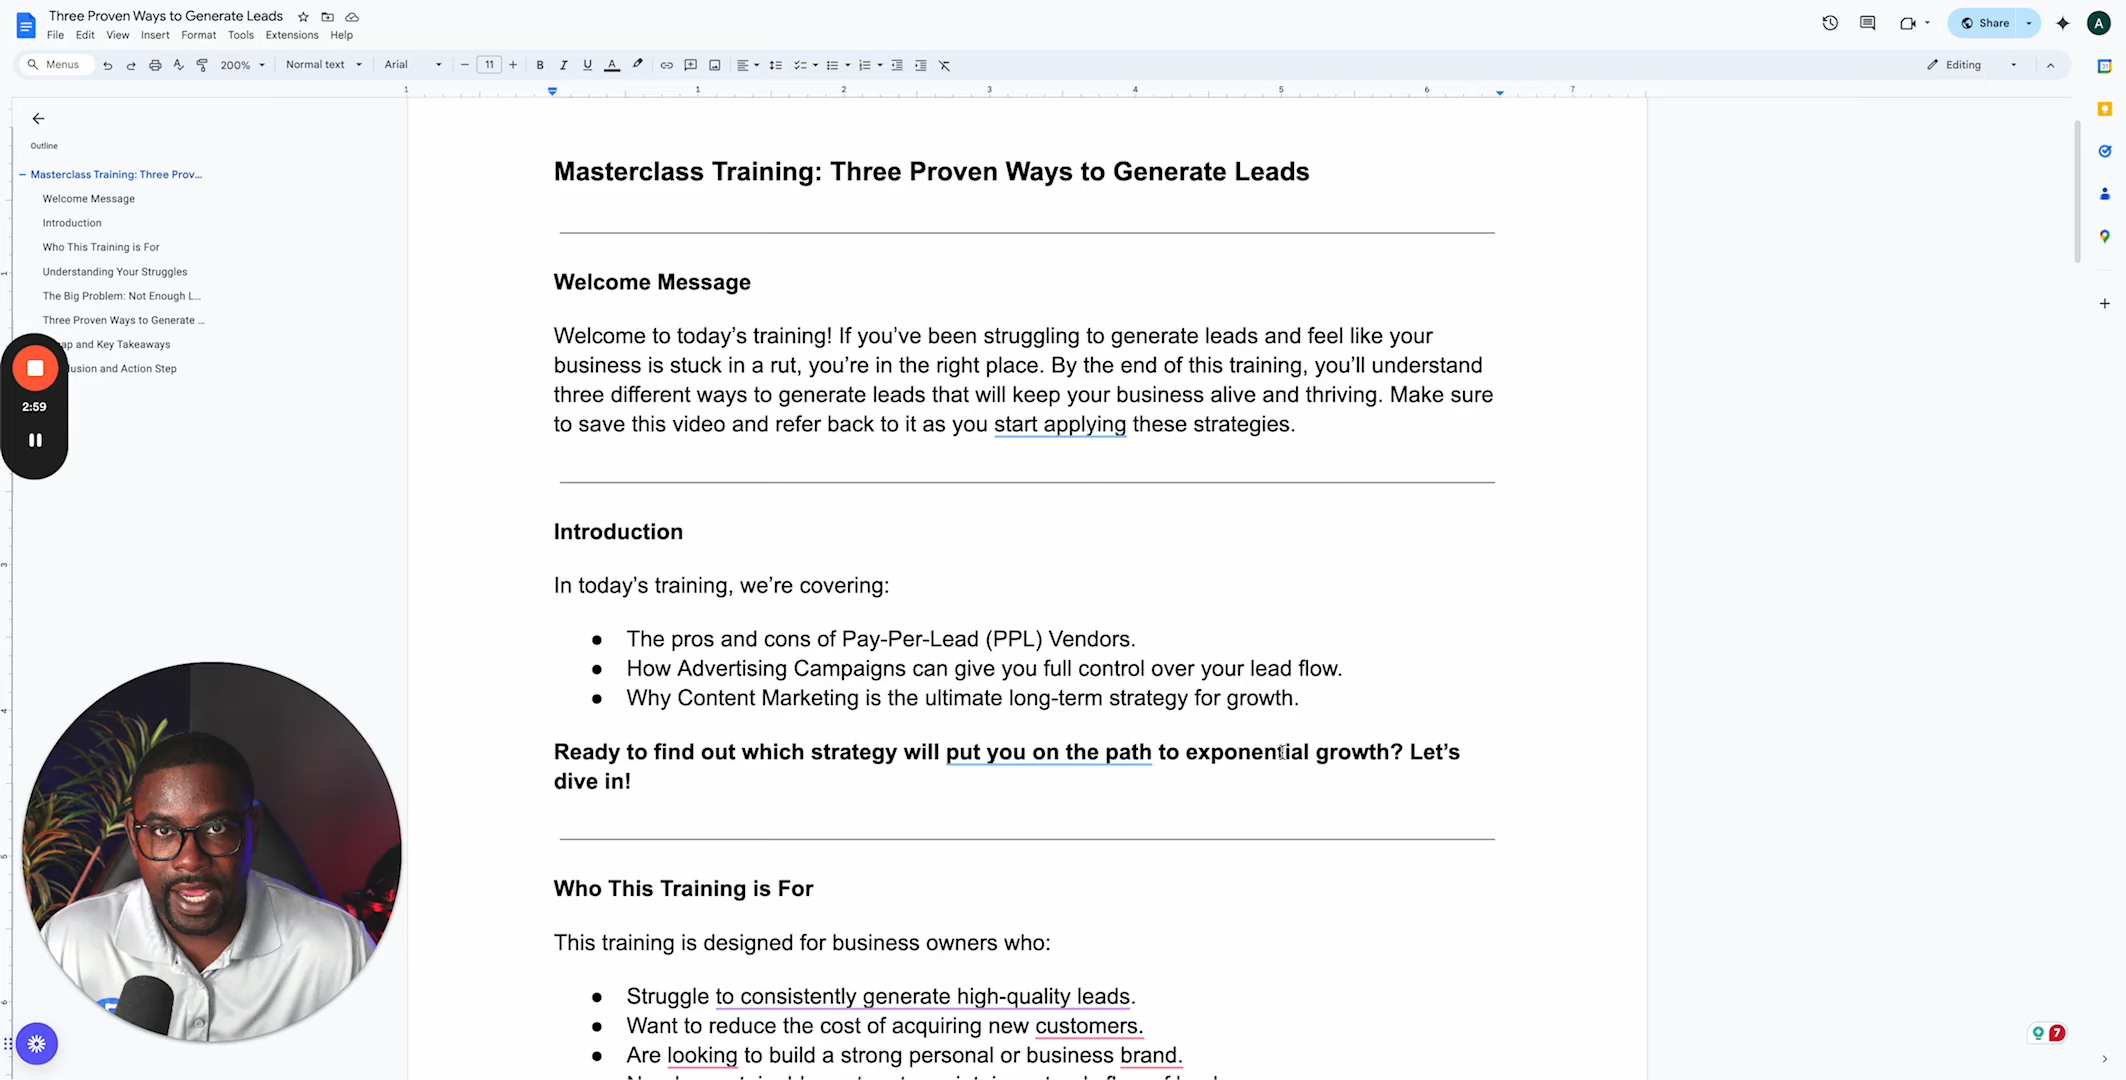 Three Proven Ways to Generate Leads
File Edit View Insert Format Tools Extensions Help
Share
A
Menus
200%
Normal text
Arial
11
B I U A
Editing
1 1 2 3 4 5 6 7
Outline
Masterclass Training: Three Prov...
Welcome Message
Introduction
Who This Training is For
Understanding Your Struggles
The Big Problem: Not Enough L...
Three Proven Ways to Generate ...
ap and Key Takeaways
lusion and Action Step
2:59
Masterclass Training: Three Proven Ways to Generate Leads
Welcome Message
Welcome to today’s training! If you’ve been struggling to generate leads and feel like your
business is stuck in a rut, you’re in the right place. By the end of this training, you’ll understand
three different ways to generate leads that will keep your business alive and thriving. Make sure
to save this video and refer back to it as you start applying these strategies.
Introduction
In today’s training, we’re covering:
● The pros and cons of Pay-Per-Lead (PPL) Vendors.
● How Advertising Campaigns can give you full control over your lead flow.
● Why Content Marketing is the ultimate long-term strategy for growth.
Ready to find out which strategy will put you on the path to exponential growth? Let’s
dive in!
Who This Training is For
This training is designed for business owners who:
● Struggle to consistently generate high-quality leads.
● Want to reduce the cost of acquiring new customers.
● Are looking to build a strong personal or business brand.
7